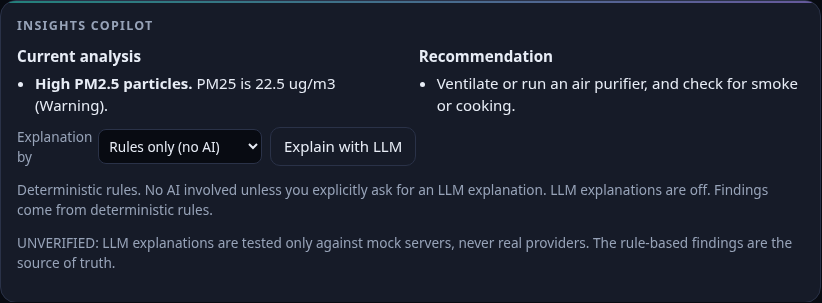 INSIGHTS COPILOT
Current analysis
• High PM2.5 particles. PM25 is 22.5 ug/m3
(Warning).
Recommendation
• Ventilate or run an air purifier, and check for smoke
or cooking.
Explanation
by
Rules only (no AI)
Explain with LLM
Deterministic rules. No AI involved unless you explicitly ask for an LLM explanation. LLM explanations are off. Findings
come from deterministic rules.
UNVERIFIED: LLM explanations are tested only against mock servers, never real providers. The rule-based findings are the
source of truth.